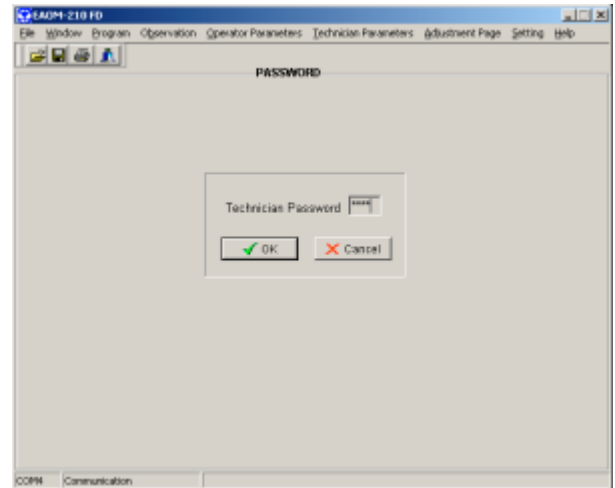 EAOM-210 FD
File Window Program Observation Operator Parameters Technician Parameters Adjustment Page Setting Help
PASSWORD
Technician Password ****
OK Cancel
COM4 Communication